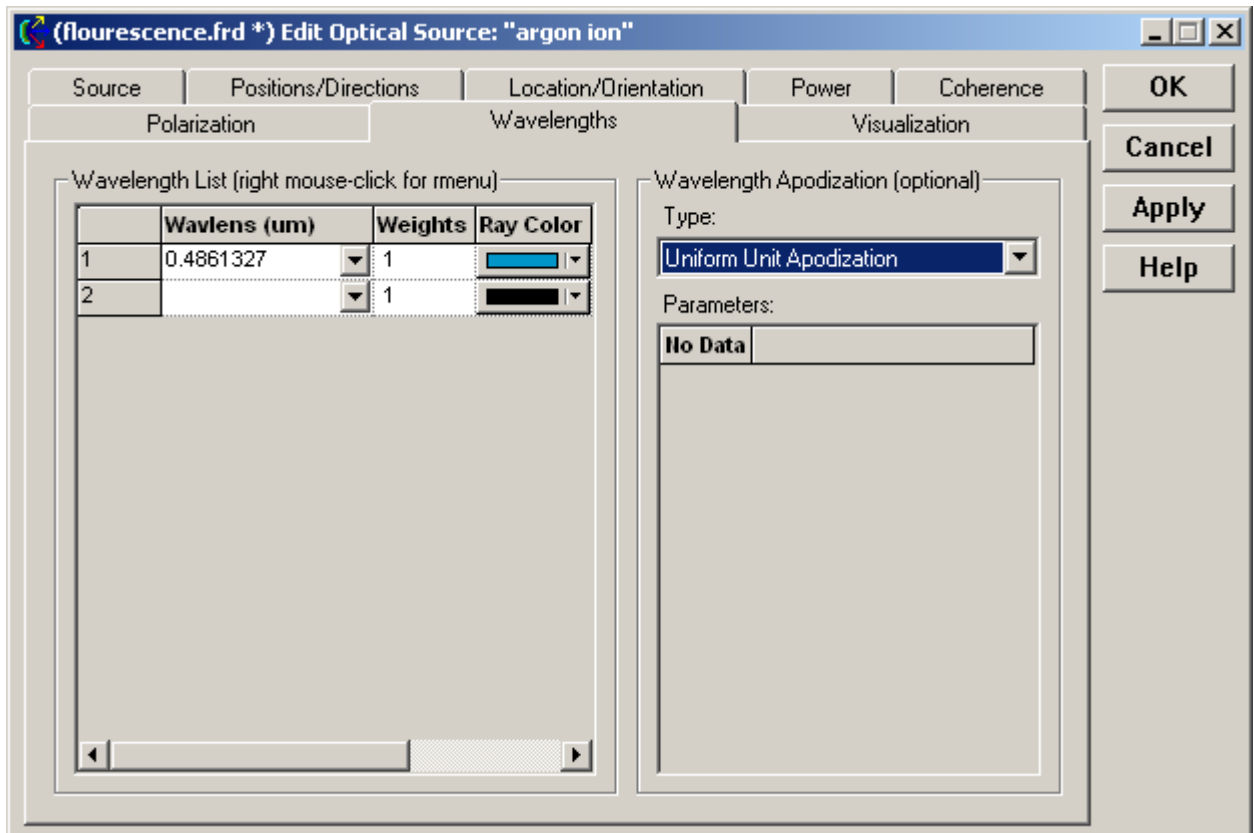 (flourescence.frd *) Edit Optical Source: "argon ion"
Source Positions/Directions Location/Orientation Power Coherence
Polarization Wavelengths Visualization
OK
Cancel
Apply
Help
Wavelength List (right mouse-click for rmenu)
Wavlens (um) Weights Ray Color
1 0.4861327 1
2 1
Wavelength Apodization (optional)
Type:
Uniform Unit Apodization
Parameters:
No Data